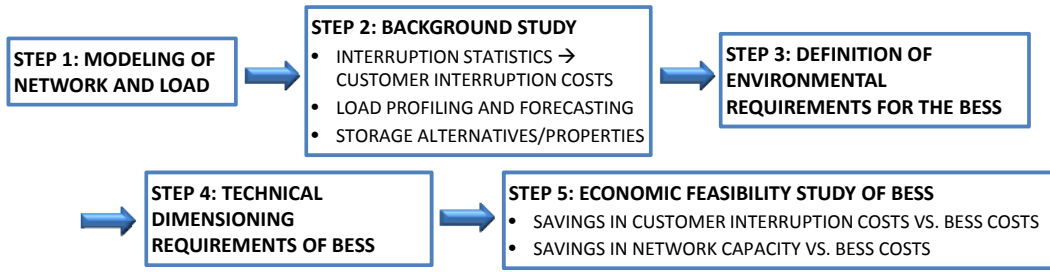 STEP 1: MODELING OF
NETWORK AND LOAD
STEP 2: BACKGROUND STUDY
• INTERRUPTION STATISTICS →
CUSTOMER INTERRUPTION COSTS
• LOAD PROFILING AND FORECASTING
• STORAGE ALTERNATIVES/PROPERTIES
STEP 3: DEFINITION OF
ENVIRONMENTAL
REQUIREMENTS FOR THE BESS
STEP 4: TECHNICAL
DIMENSIONING
REQUIREMENTS OF BESS
STEP 5: ECONOMIC FEASIBILITY STUDY OF BESS
• SAVINGS IN CUSTOMER INTERRUPTION COSTS VS. BESS COSTS
• SAVINGS IN NETWORK CAPACITY VS. BESS COSTS